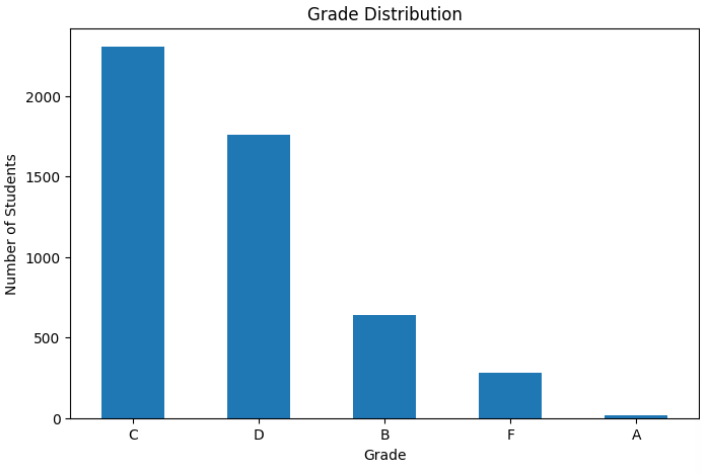 Grade Distribution
Number of Students
2000
1500
1000
500
0
C D B F A
Grade